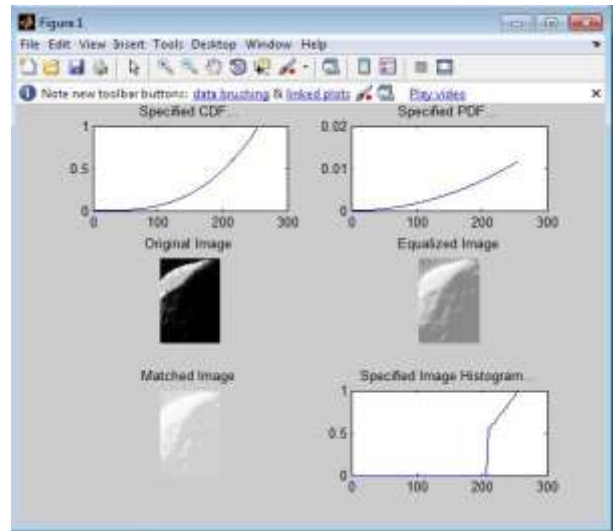 Figure 1
File Edit View Insert Tools Desktop Window Help
Note new toolbar buttons: data brushing & linked plots Play video
Specified CDF...
1
0.5
0
0 100 200 300
Specified PDF...
0.02
0.01
0
0 100 200 300
Original Image
Equalized Image
Matched Image
Specified Image Histogram...
1
0.5
0
0 100 200 300